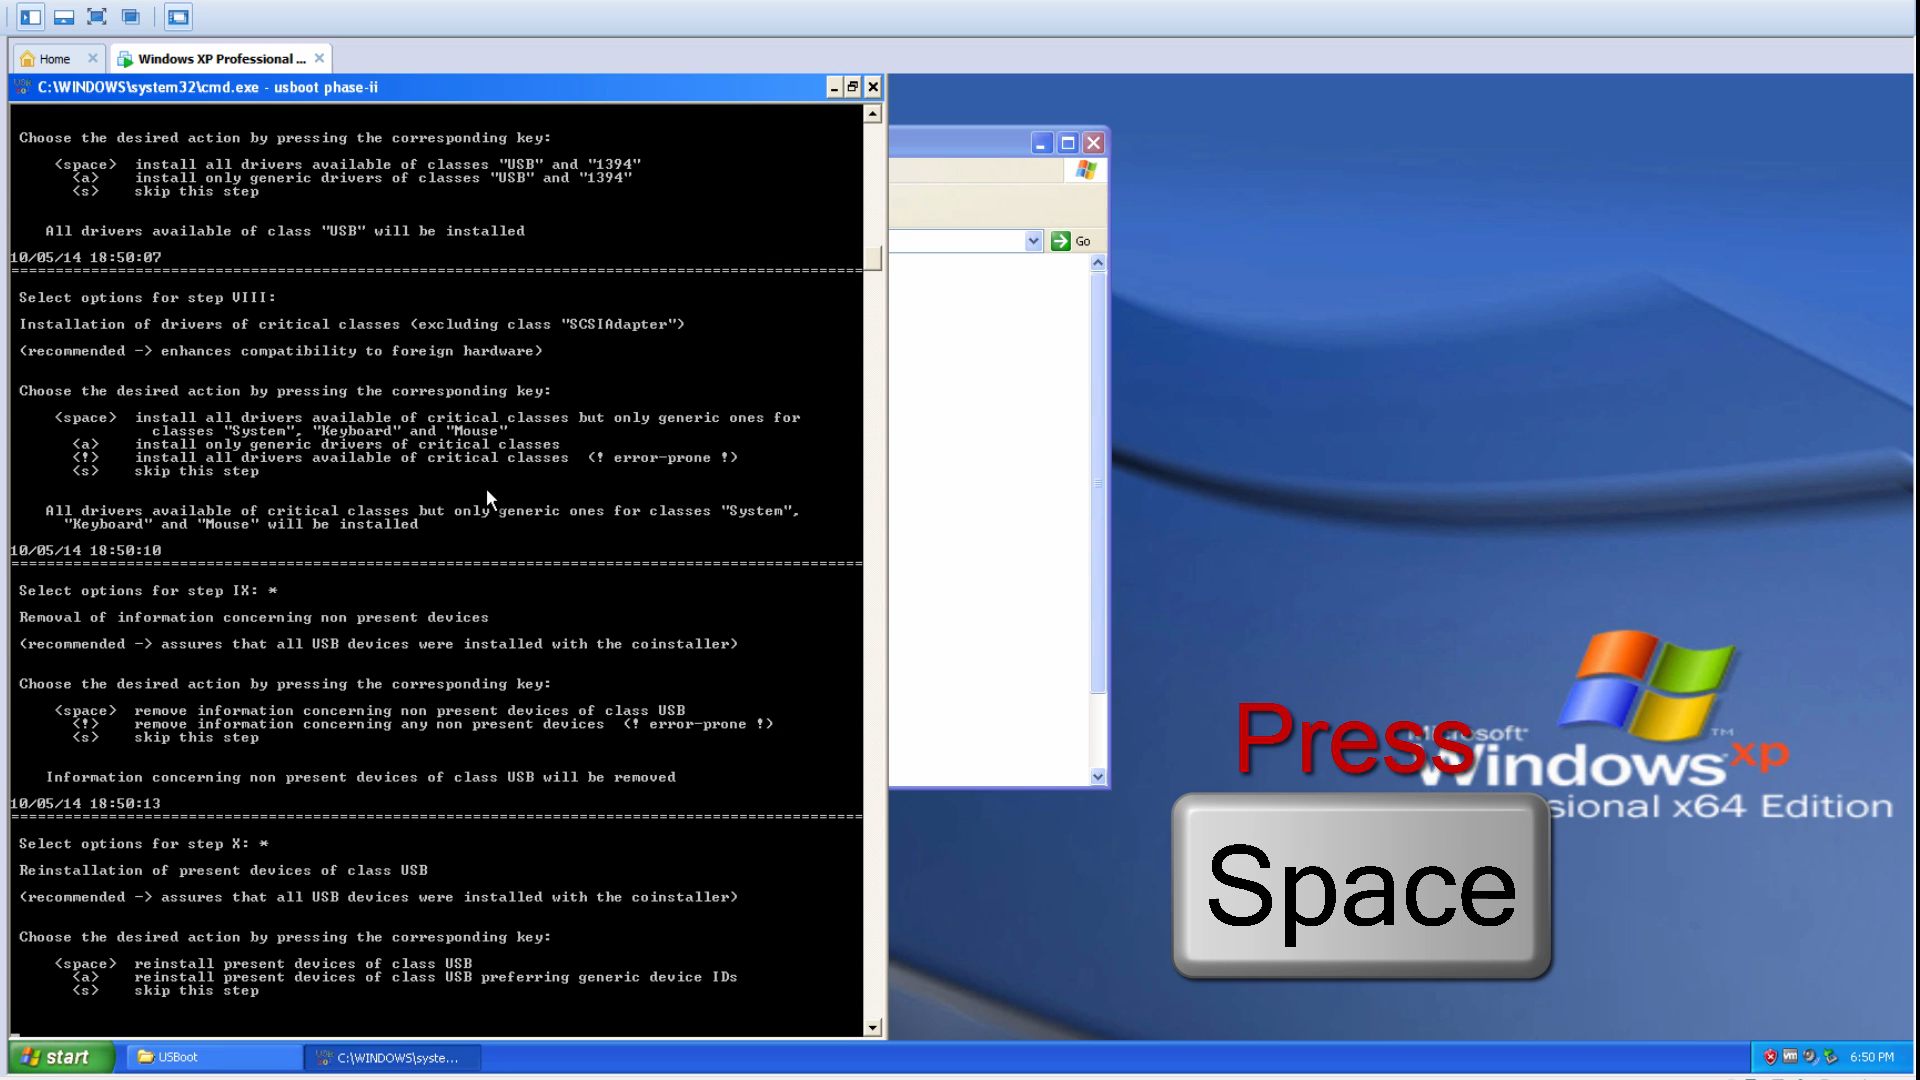 Home
Windows XP Professional ...
C:\WINDOWS\system32\cmd.exe - usboot phase-ii
Choose the desired action by pressing the corresponding key:
<space> install all drivers available of classes "USB" and "1394"
<a> install only generic drivers of classes "USB" and "1394"
<s> skip this step
All drivers available of class "USB" will be installed
10/05/14 18:50:07
================================================================================
Select options for step VIII:
Installation of drivers of critical classes (excluding class "SCSIAdapter")
(recommended -> enhances compatibility to foreign hardware)
Choose the desired action by pressing the corresponding key:
<space> install all drivers available of critical classes but only generic ones for
classes "System", "Keyboard" and "Mouse"
<a> install only generic drivers of critical classes
<!> install all drivers available of critical classes (! error-prone !)
<s> skip this step
All drivers available of critical classes but only generic ones for classes "System",
"Keyboard" and "Mouse" will be installed
10/05/14 18:50:10
================================================================================
Select options for step IX: *
Removal of information concerning non present devices
(recommended -> assures that all USB devices were installed with the coinstaller)
Choose the desired action by pressing the corresponding key:
<space> remove information concerning non present devices of class USB
<!> remove information concerning any non present devices (! error-prone !)
<s> skip this step
Information concerning non present devices of class USB will be removed
10/05/14 18:50:13
================================================================================
Select options for step X: *
Reinstallation of present devices of class USB
(recommended -> assures that all USB devices were installed with the coinstaller)
Choose the desired action by pressing the corresponding key:
<space> reinstall present devices of class USB
<a> reinstall present devices of class USB preferring generic device IDs
<s> skip this step
Go
Press
Space
Microsoft
Windows xp
sional x64 Edition
TM
start
USBoot
C:\WINDOWS\syste...
6:50 PM